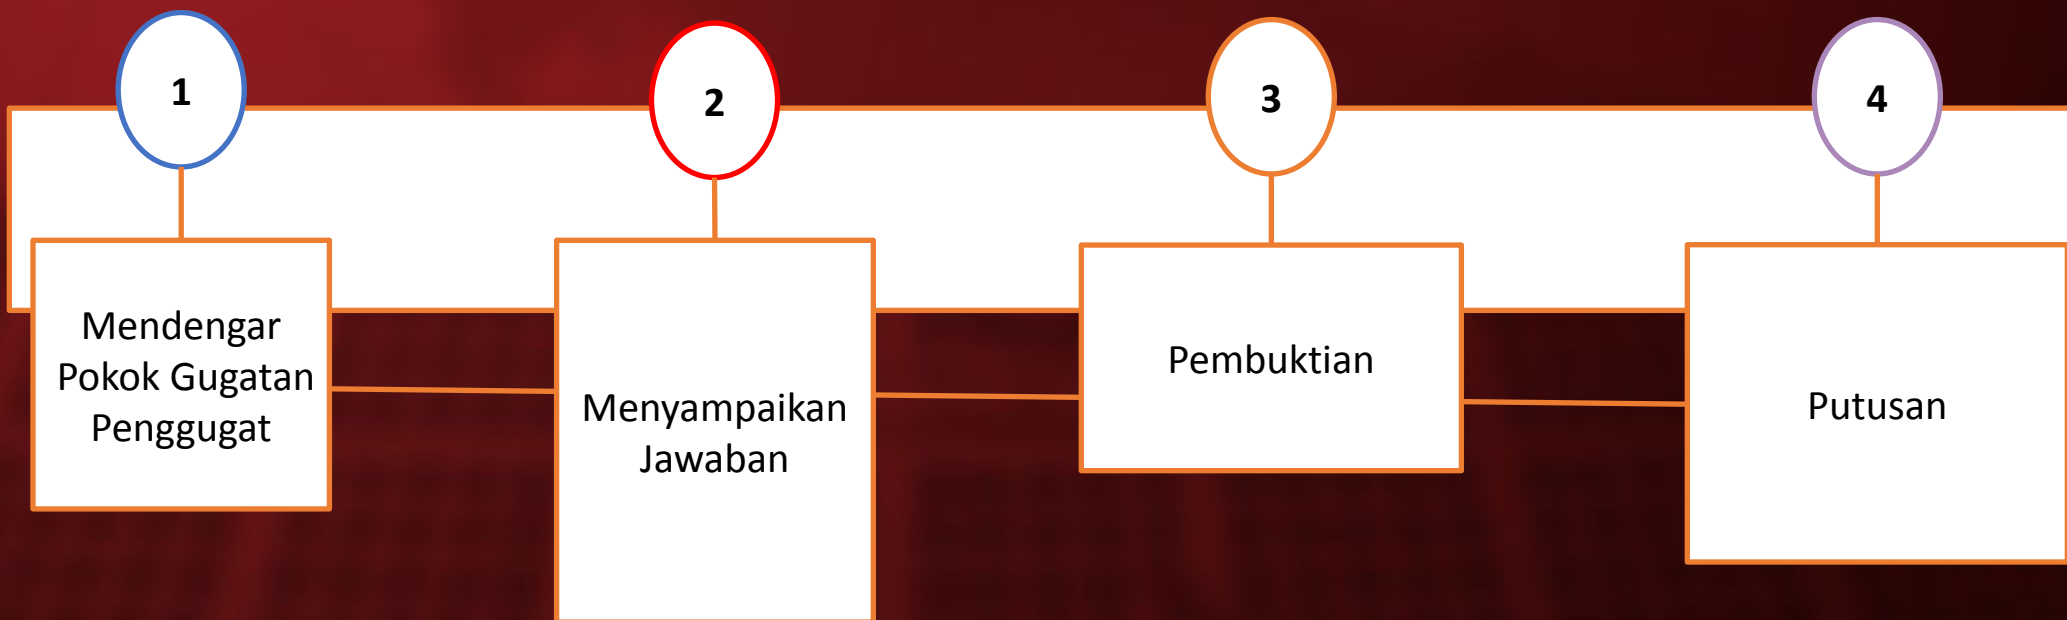 1
2
3
4
Mendengar
Pokok Gugatan
Penggugat
Menyampaikan
Jawaban
Pembuktian
Putusan